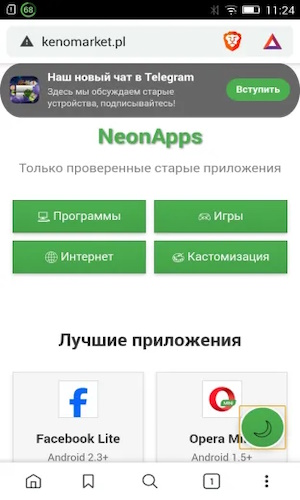 68
11:24
kenomarket.pl
Наш новый чат в Telegram
Здесь мы обсуждаем старые
устройства, подписывайтесь!
Вступить
NeonApps
Только проверенные старые приложения
Программы
Игры
Интернет
Кастомизация
Лучшие приложения
Facebook Lite
Opera Mi
Android 2.3+
Android 1.5+
1